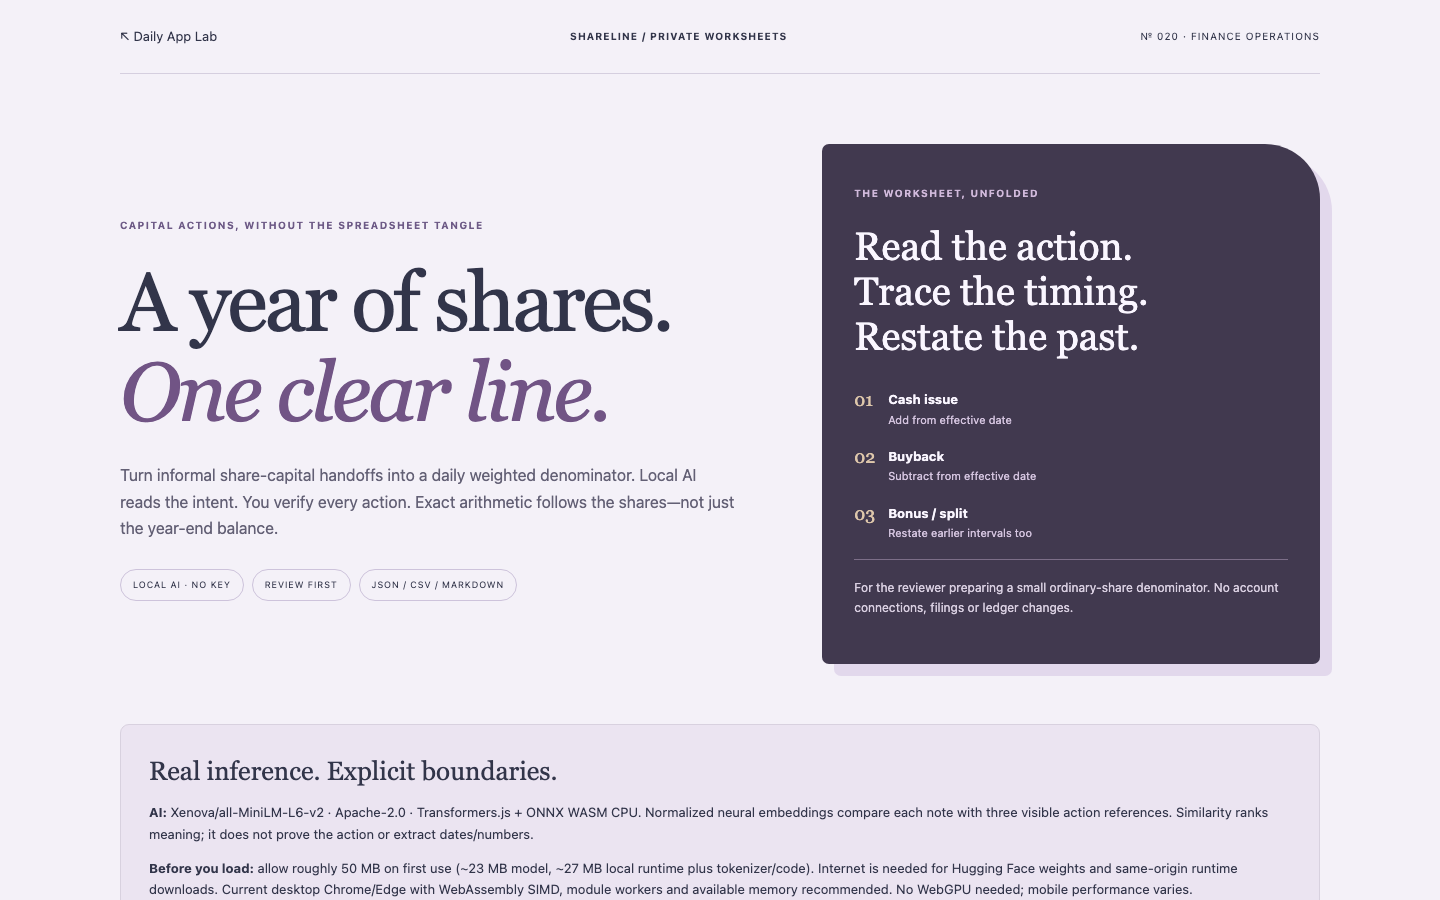 ↖ Daily App Lab
SHARELINE / PRIVATE WORKSHEETS
Nº 020 · FINANCE OPERATIONS
CAPITAL ACTIONS, WITHOUT THE SPREADSHEET TANGLE
A year of shares.
One clear line.
Turn informal share-capital handoffs into a daily weighted denominator. Local AI
reads the intent. You verify every action. Exact arithmetic follows the shares—not just
the year-end balance.
LOCAL AI · NO KEY
REVIEW FIRST
JSON / CSV / MARKDOWN
THE WORKSHEET, UNFOLDED
Read the action.
Trace the timing.
Restate the past.
01 Cash issue
Add from effective date
02 Buyback
Subtract from effective date
03 Bonus / split
Restate earlier intervals too
For the reviewer preparing a small ordinary-share denominator. No account
connections, filings or ledger changes.
Real inference. Explicit boundaries.
AI: Xenova/all-MiniLM-L6-v2 · Apache-2.0 · Transformers.js + ONNX WASM CPU. Normalized neural embeddings compare each note with three visible action references. Similarity ranks
meaning; it does not prove the action or extract dates/numbers.
Before you load: allow roughly 50 MB on first use (~23 MB model, ~27 MB local runtime plus tokenizer/code). Internet is needed for Hugging Face weights and same-origin runtime
downloads. Current desktop Chrome/Edge with WebAssembly SIMD, module workers and available memory recommended. No WebGPU needed; mobile performance varies.